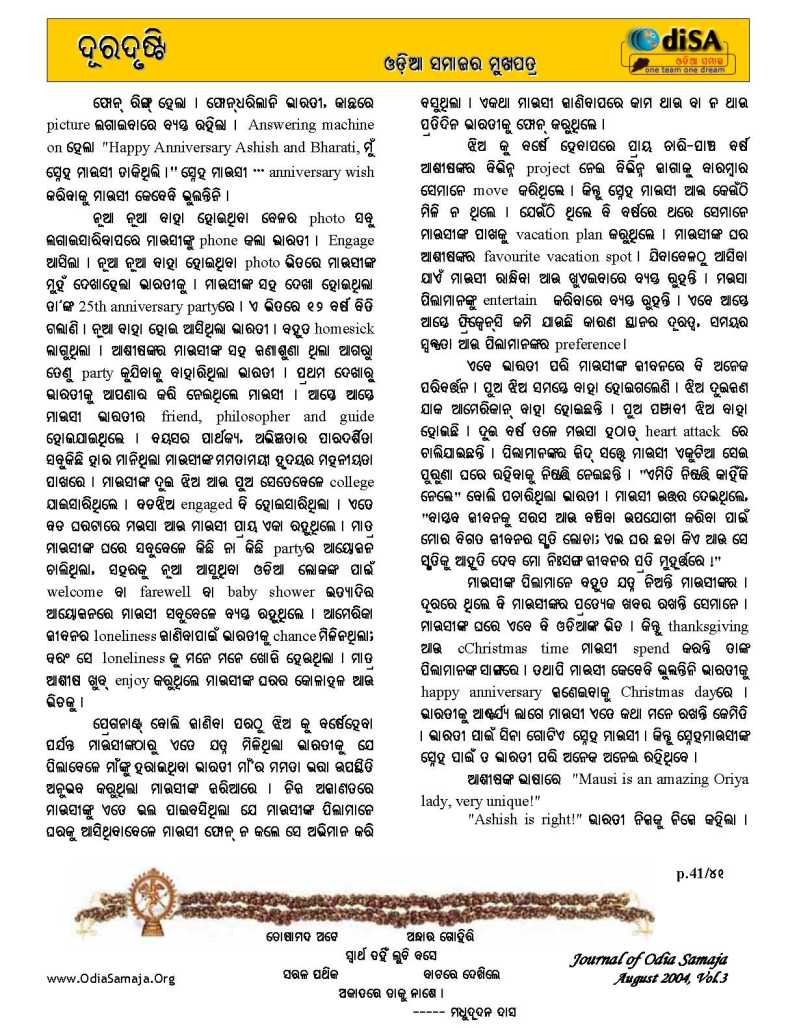 ଦୂରଦୃଷ୍ଟି
ଓଡ଼ିଆ ସମାଜର ମୁଖପତ୍ର
OdiSA
ଓଡ଼ିଆ ସମାଜ
one team one dream
ଫୋନ୍ ରିଙ୍ଗ୍ ହେଲା । ଫୋନ୍‌ଧରିଲାନି ଭାରତୀ, କାନ୍ଥରେ
picture ଲଗାଇବାରେ ବ୍ୟସ୍ତ ରହିଲା । Answering machine
on ହେଲା "Happy Anniversary Ashish and Bharati, ମୁଁ
ସ୍ନେହ ମାଉସୀ ଡାକିଥିଲି ।" ସ୍ନେହ ମାଉସୀ ... anniversary wish
କରିବାକୁ ମାଉସୀ କେବେବି ଭୁଲନ୍ତିନି ।
ନୂଆ ନୂଆ ବାହା ହୋଇଥିବା ବେଳର photo ସବୁ
ଲଗାଇସାରିବାପରେ ମାଉସୀଙ୍କୁ phone କଲା ଭାରତୀ । Engage
ଆସିଲା । ନୂଆ ନୂଆ ବାହା ହୋଇଥିବା photo ଭିତରେ ମାଉସୀଙ୍କ
ମୁହଁ ଦେଖାହେଲା ଭାରତୀକୁ । ମାଉସୀଙ୍କ ସହ ଦେଖା ହୋଇଥିଲା
ତା'ଙ୍କ 25th anniversary partyରେ । ଏ ଭିତରେ ୧୨ ବର୍ଷ ବିତି
ଗଲାଣି । ନୂଆ ବାହା ହୋଇ ଆସିଥିଲା ଭାରତୀ । ବହୁତ homesick
ଲାଗୁଥିଲା । ଆଶୀଷଙ୍କର ମାଉସୀଙ୍କ ସହ ଜଣାଶୁଣା ଥିଲା ଆଗରୁ
ତେଣୁ party କୁଯିବାକୁ ବାହାରିଥିଲା ଭାରତୀ । ପ୍ରଥମ ଦେଖାରୁ
ଭାରତୀକୁ ଆପଣାର କରି ନେଇଥିଲେ ମାଉସୀ । ଆସ୍ତେ ଆସ୍ତେ
ମାଉସୀ ଭାରତୀର friend, philosopher and guide
ହୋଇଯାଇଥିଲେ । ବୟସର ପାର୍ଥକ୍ୟ, ଅଭିଜ୍ଞତାର ପାରଦର୍ଶିତା
ସବୁକିଛି ହାର ମାନିଥିଲା ମାଉସୀଙ୍କ ମମତାମୟୀ ହୃଦୟର ମହନୀୟତା
ପାଖରେ । ମାଉସୀଙ୍କ ଦୁଇ ଝିଅ ଆଉ ପୁଅ ସେତେବେଳେ college
ଯାଇସାରିଥିଲେ । ବଡଝିଅ engaged ବି ହୋଇସାରିଥିଲା । ଏତେ
ବଡ ଘରଟାରେ ମଉସା ଆଉ ମାଉସୀ ପ୍ରାୟ ଏକା ରହୁଥିଲେ । ମାତ୍ର
ମାଉସୀଙ୍କ ଘରେ ସବୁବେଳେ କିଛି ନା କିଛି partyର ଆୟୋଜନ
ଚାଲିଥିଲା, ସହରକୁ ନୂଆ ଆସୁଥିବା ଓଡିଆ ଲୋକଙ୍କ ପାଇଁ
welcome ବା farewell ବା baby shower ଇତ୍ୟାଦିର
ଆୟୋଜନରେ ମାଉସୀ ସବୁବେଳେ ବ୍ୟସ୍ତ ରହୁଥିଲେ । ଆମେରିକା
ଜୀବନର loneliness ଜାଣିବାପାଇଁ ଭାରତୀକୁ chance ମିଳିନଥିଲା;
ବରଂ ସେ loneliness କୁ ମନେ ମନେ ଖୋଜି ହେଉଥିଲା । ମାତ୍ର
ଆଶୀଷ ଖୁବ୍ enjoy କରୁଥିଲେ ମାଉସୀଙ୍କ ଘରର କୋଳାହଳ ଆଉ
ଭିଡକୁ ।
ପ୍ରେଗନାଣ୍ଟ ବୋଲି ଜାଣିବା ପରଠୁ ଝିଅ କୁ ବର୍ଷେହେବା
ପର୍ଯ୍ୟନ୍ତ ମାଉସୀଙ୍କଠାରୁ ଏତେ ଯତ୍ନ ମିଳିଥିଲା ଭାରତୀକୁ ଯେ
ପିଲାବେଳେ ମାଁଙ୍କୁ ହରାଇଥିବା ଭାରତୀ ମାଁ'ର ମମତା ଭରା ଉପସ୍ଥିତି
ଅନୁଭବ କରୁଥିଲା ମାଉସୀଙ୍କ ଜରିଆରେ । ନିଜ ଅଜାଣତରେ
ମାଉସୀଙ୍କୁ ଏତେ ଭଲ ପାଇବସିଥିଲା ଯେ ମାଉସୀଙ୍କ ପିଲାମାନେ
ଘରକୁ ଆସିଥିବାବେଳେ ମାଉସୀ ଫୋନ୍ ନ କଲେ ସେ ଅଭିମାନ କରି
ବସୁଥିଲା । ଏକଥା ମାଉସୀ ଜାଣିବାପରେ କାମ ଥାଉ ବା ନ ଥାଉ
ପ୍ରତିଦିନ ଭାରତୀକୁ ଫୋନ୍ କରୁଥିଲେ ।
ଝିଅ କୁ ବର୍ଷେ ହେବାପରେ ପ୍ରାୟ ଚାରି-ପାଞ୍ଚ ବର୍ଷ
ଆଶୀଷଙ୍କର ବିଭିନ୍ନ project ନେଇ ବିଭିନ୍ନ ଜାଗାକୁ ବାରମ୍ବାର
ସେମାନେ move କରିଥିଲେ । କିନ୍ତୁ ସ୍ନେହ ମାଉସୀ ଆଉ କେଉଁଠି
ମିଳି ନ ଥିଲେ । ଯେଉଁଠି ଥିଲେ ବି ବର୍ଷରେ ଥରେ ସେମାନେ
ମାଉସୀଙ୍କ ପାଖକୁ vacation plan କରୁଥିଲେ । ମାଉସୀଙ୍କ ଘର
ଆଶୀଷଙ୍କର favourite vacation spot । ଯିବାବେଳଠୁ ଆସିବା
ଯାଏଁ ମାଉସୀ ରାନ୍ଧିବା ଆଉ ଖୁଏଇବାରେ ବ୍ୟସ୍ତ ରୁହନ୍ତି । ମଉସା
ପିଲାମାନଙ୍କୁ entertain କରିବାରେ ବ୍ୟସ୍ତ ରୁହନ୍ତି । ଏବେ ଆସ୍ତେ
ଆସ୍ତେ ଫ୍ରିକ୍ୱେନ୍ସି କମି ଯାଉଛି କାରଣ ସ୍ଥାନର ଦୂରତ୍ୱ, ସମୟର
ସ୍ୱଳ୍ପତା ଆଉ ପିଲାମାନଙ୍କର preference।
ଏବେ ଭାରତୀ ପରି ମାଉସୀଙ୍କ ଜୀବନରେ ବି ଅନେକ
ପରିବର୍ତ୍ତନ । ପୁଅ ଝିଅ ସମସ୍ତେ ବାହା ହୋଇଗଲେଣି । ଝିଅ ଦୁଇଜଣ
ଯାକ ଆମେରିକାନ୍ ବାହା ହୋଇଛନ୍ତି । ପୁଅ ପଞ୍ଜାବୀ ଝିଅ ବାହା
ହୋଇଛି । ଦୁଇ ବର୍ଷ ତଳେ ମଉସା ହଠାତ୍ heart attack ରେ
ଚାଲିଯାଇଛନ୍ତି । ପିଲାମାନଙ୍କର ଜିଦ୍ ସତ୍ତ୍ୱେ ମାଉସୀ ଏକୁଟିଆ ସେଇ
ପୁରୁଣା ଘରେ ରହିବାକୁ ନିଷ୍ପତ୍ତି ନେଇଛନ୍ତି । "ଏମିତି ନିଷ୍ପତ୍ତି କାହିଁକି
ନେଲେ" ବୋଲି ପଚାରିଥିଲା ଭାରତୀ । ମାଉସୀ ଉତ୍ତର ଦେଇଥିଲେ,
"ବାସ୍ତବ ଜୀବନକୁ ସରସ ଆଉ ବଞ୍ଚିବା ଉପଯୋଗୀ କରିବା ପାଇଁ
ମୋର ବିଗତ ଜୀବନର ସ୍ମୃତି ଲୋଡା; ଏଇ ଘର ଛଡା କିଏ ଆଉ ସେ
ସ୍ମୃତିକୁ ଆହୁତି ଦେବ ମୋ ନିଃସଙ୍ଗ ଜୀବନର ପ୍ରତି ମୁହୂର୍ତ୍ତରେ !"
ମାଉସୀଙ୍କ ପିଲାମାନେ ବହୁତ ଯତ୍ନ ନିଅନ୍ତି ମାଉସୀଙ୍କର ।
ଦୂରରେ ଥିଲେ ବି ମାଉସୀଙ୍କର ପ୍ରତ୍ୟେକ ଖବର ରଖନ୍ତି ସେମାନେ ।
ମାଉସୀଙ୍କ ଘରେ ଏବେ ବି ଓଡିଆଙ୍କ ଭିଡ । କିନ୍ତୁ thanksgiving
ଆଉ cChristmas time ମାଉସୀ spend କରନ୍ତି ତାଙ୍କ
ପିଲାମାନଙ୍କ ସାଙ୍ଗରେ । ତଥାପି ମାଉସୀ କେବେବି ଭୁଲନ୍ତିନି ଭାରତୀକୁ
happy anniversary ଜଣେଇବାକୁ Christmas dayରେ ।
ଭାରତୀକୁ ଆଶ୍ଚର୍ଯ୍ୟ ଲାଗେ ମାଉସୀ ଏତେ କଥା ମନେ ରଖନ୍ତି କେମିତି
। ଭାରତୀ ପାଇଁ ସିନା ଗୋଟିଏ ସ୍ନେହ ମାଉସୀ । କିନ୍ତୁ ସ୍ନେହମାଉସୀଙ୍କ
ସ୍ନେହ ପାଇଁ ତ ଭାରତୀ ପରି ଅନେକ ଅନେଇ ରହିଥିବେ ।
ଆଶୀଷଙ୍କ ଭାଷାରେ "Mausi is an amazing Oriya
lady, very unique!"
"Ashish is right!" ଭାରତୀ ନିଜକୁ ନିଜେ କହିଲା ।
p.41/୪୧
ତୋଷାମଦ ଅଟେ ଅନ୍ଧାର ଗୋହିରି
ସ୍ୱାର୍ଥ ତହିଁ ଲୁଚି ବସେ
ସରଳ ପଥିକ ବାଟରେ ଦେଖିଲେ
ଅଜ୍ଞାତରେ ତାକୁ ନାଶେ ।
----- ମଧୁସୂଦନ ଦାସ
www.OdiaSamaja.Org
Journal of Odia Samaja
August 2004, Vol.3